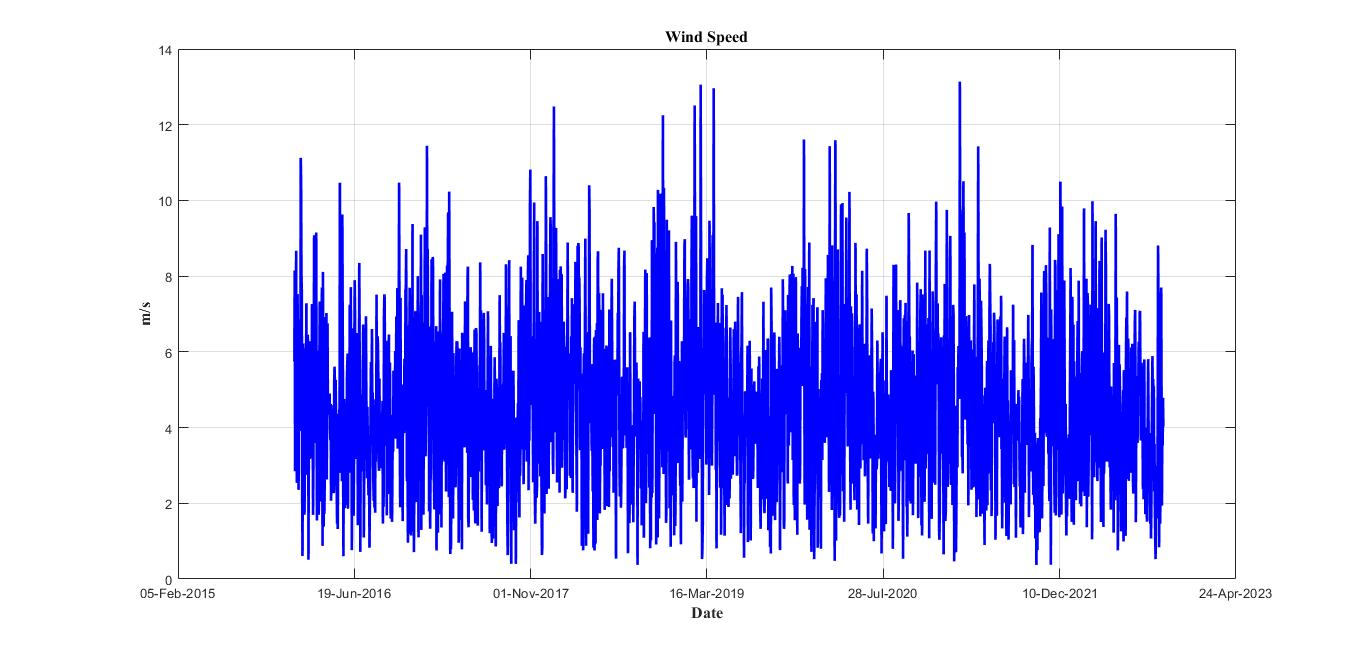 Wind Speed
14
12
10
8
6
4
2
0
m/s
05-Feb-2015 19-Jun-2016 01-Nov-2017 16-Mar-2019 28-Jul-2020 10-Dec-2021 24-Apr-2023
Date